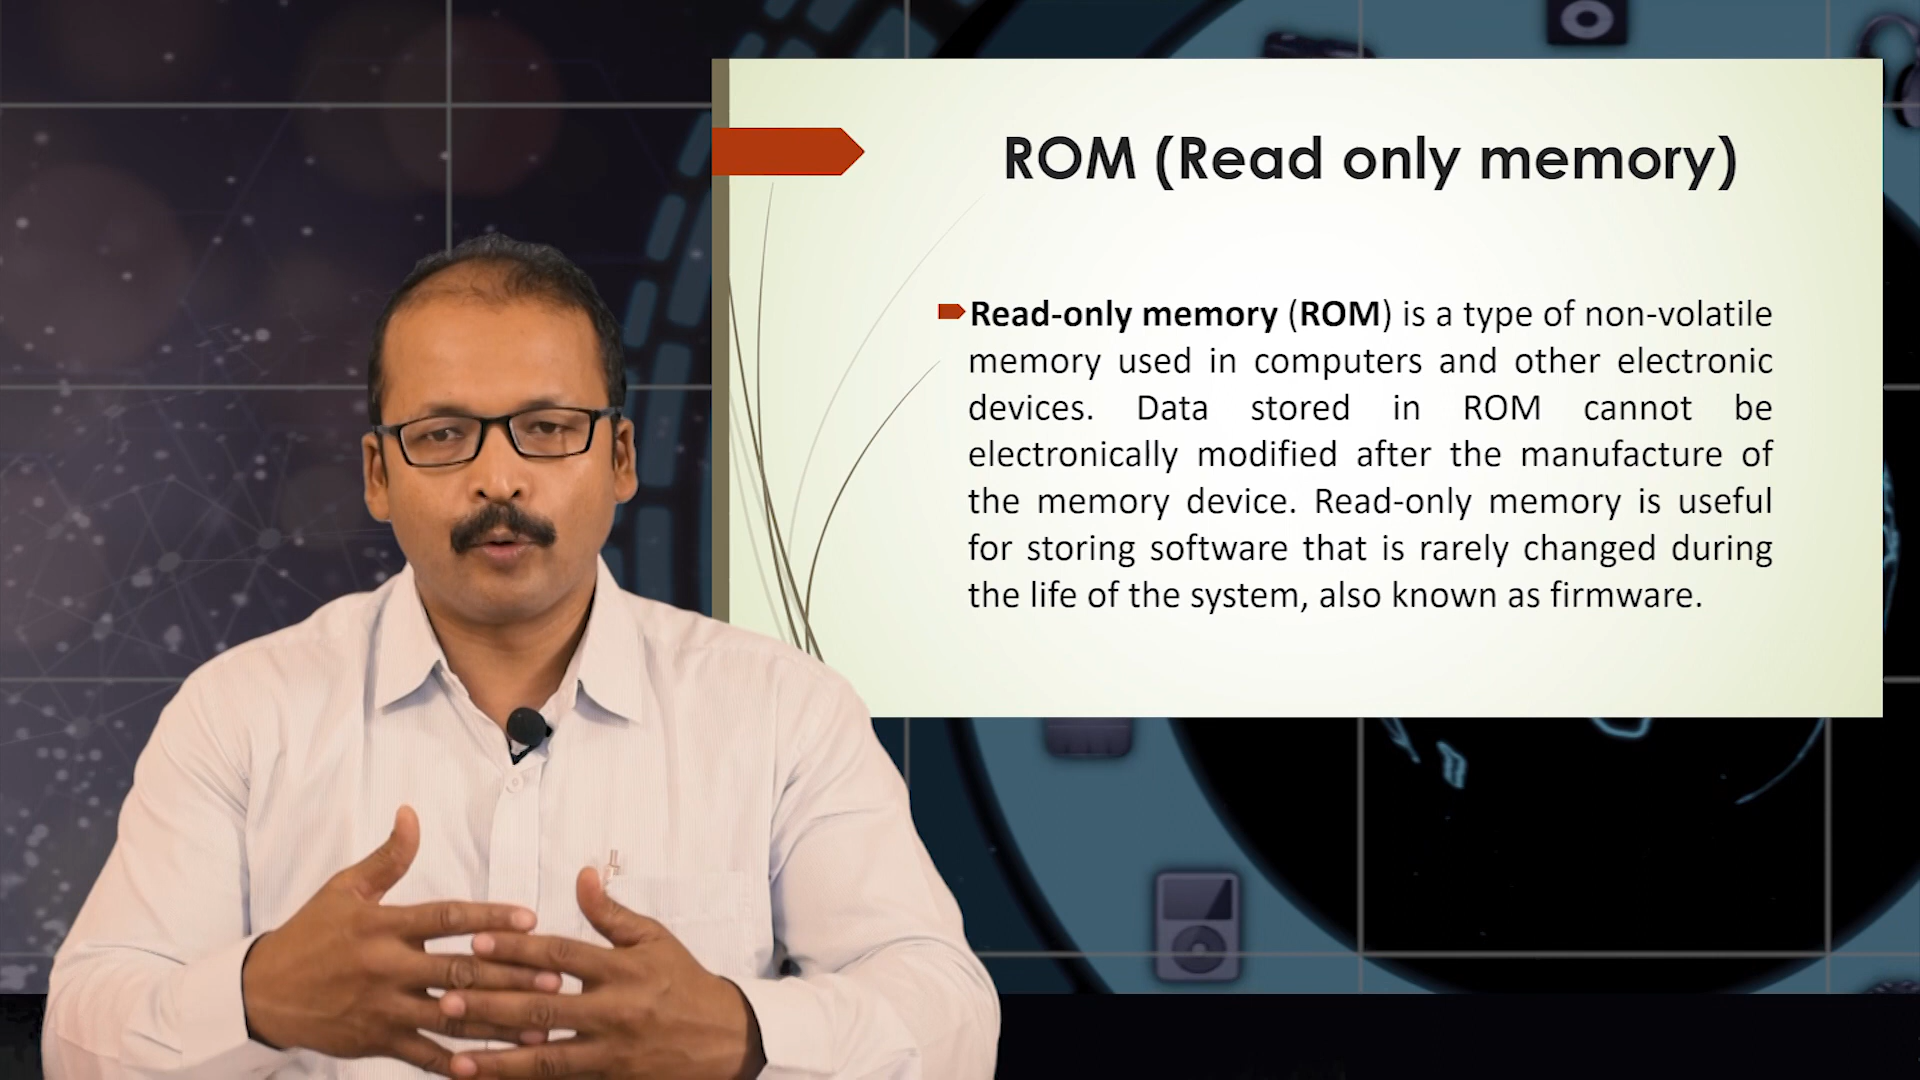 ROM (Read only memory)
Read-only memory (ROM) is a type of non-volatile
memory used in computers and other electronic
devices. Data stored in ROM cannot be
electronically modified after the manufacture of
the memory device. Read-only memory is useful
for storing software that is rarely changed during
the life of the system, also known as firmware.